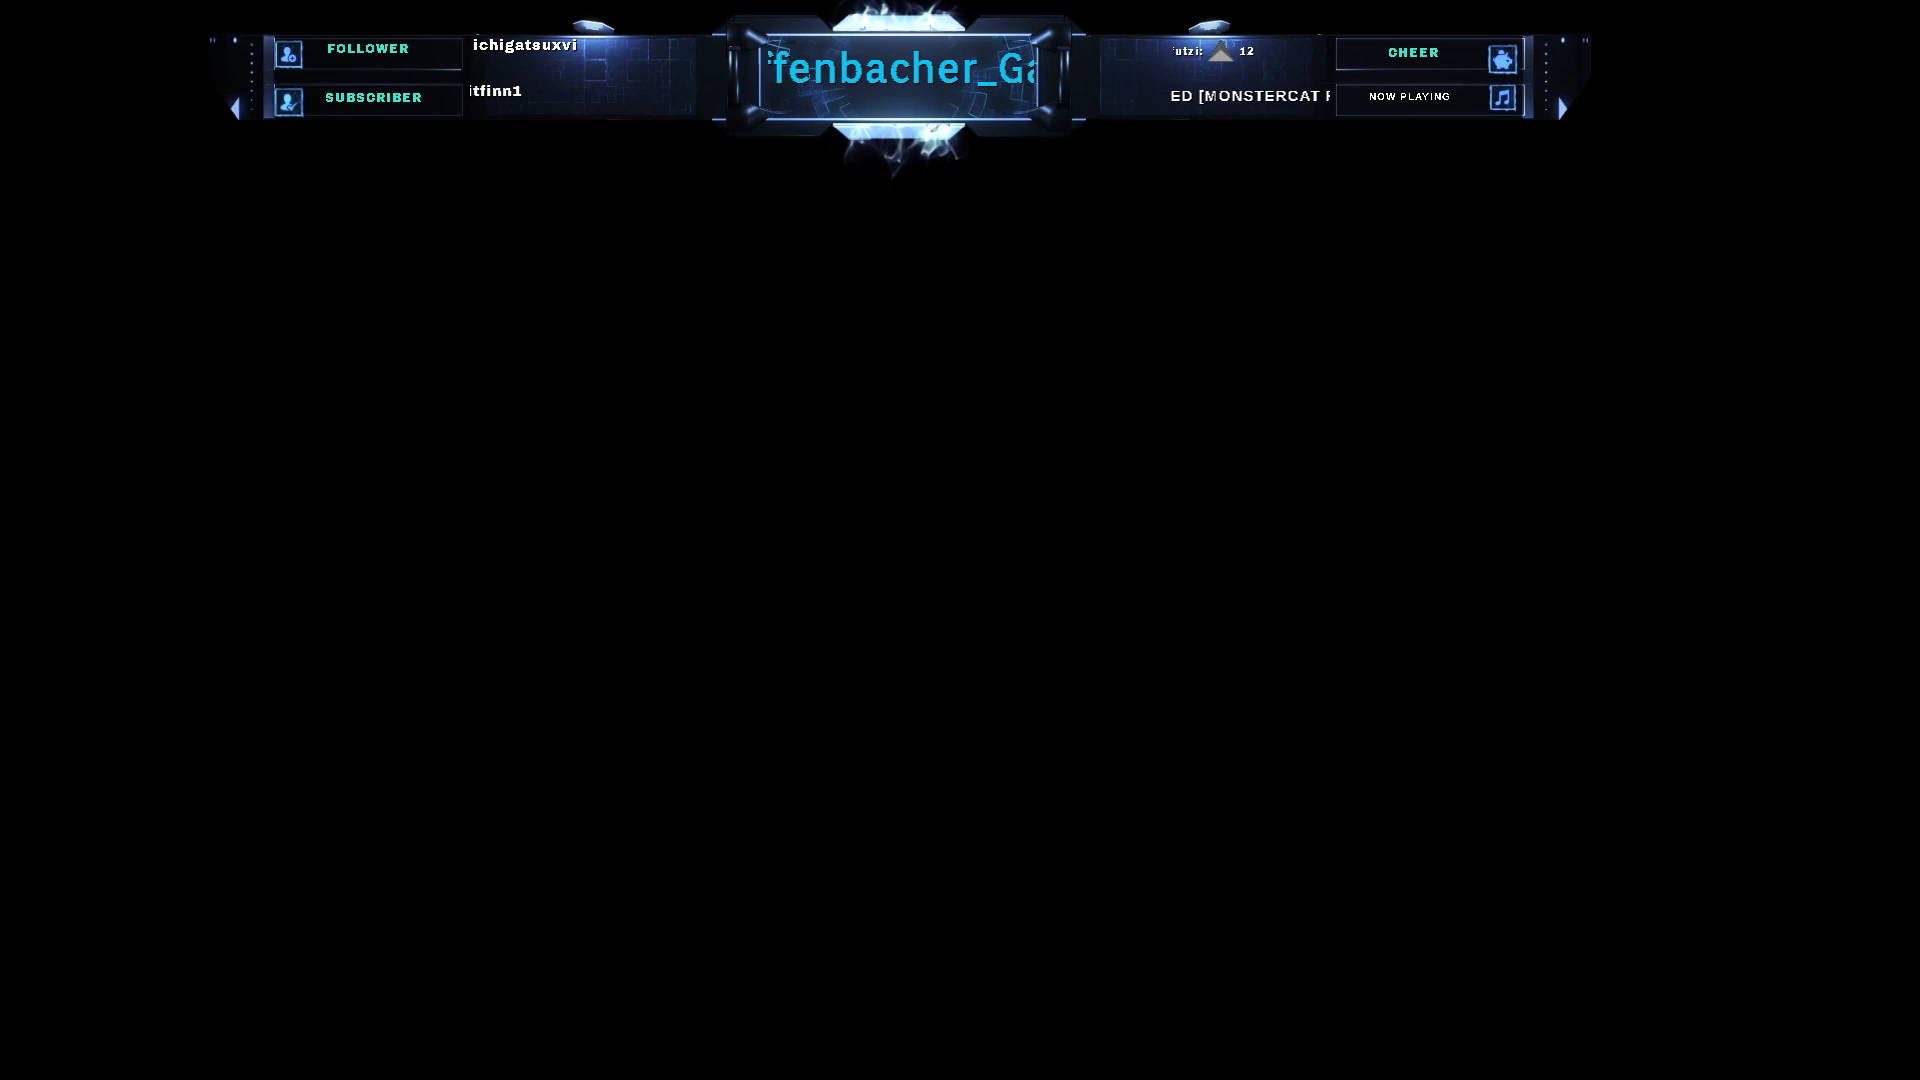 FOLLOWER
ichigatsuxvi
SUBSCRIBER
itfinn1
fenbacher_Ga
utzi: 12
CHEER
ED [MONSTERCAT
NOW PLAYING